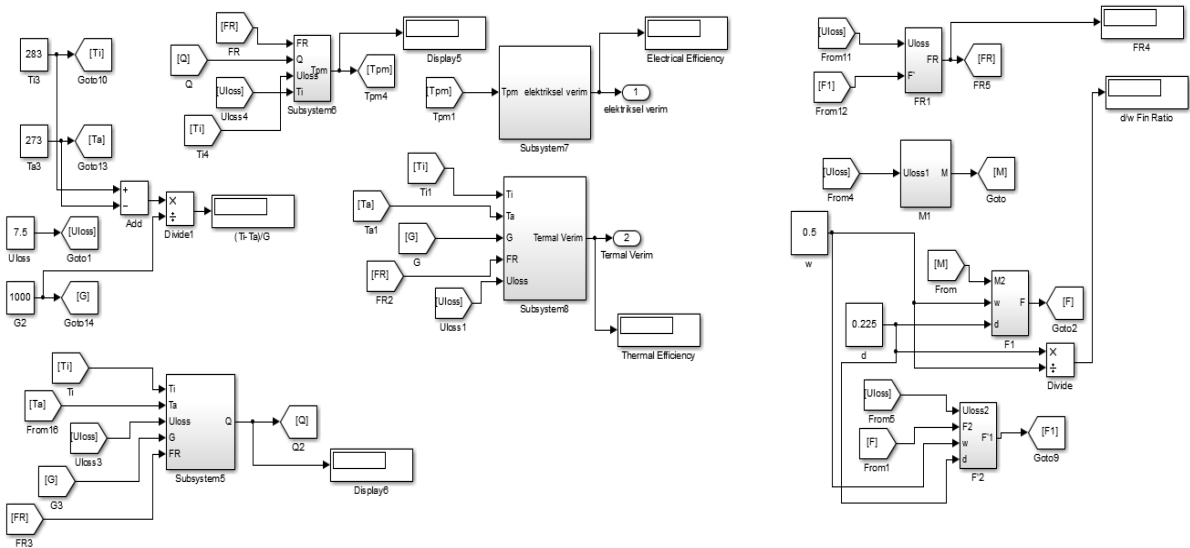 283
Ti3
[Ti]
Goto10
273
Ta3
[Ta]
Goto13
+
−
Add
×
÷
Divide1
(Ti-Ta)/G
7.5
Uloss
[Uloss]
Goto1
1000
G2
[G]
Goto14
[FR]
FR
[Q]
Q
[Uloss]
Uloss4
[Ti]
Ti4
FR
Q
Uloss
Ti
Tpm
Subsystem6
Display5
[Tpm]
Tpm4
[Tpm]
Tpm1
Tpm
elektriksel verim
Subsystem7
Electrical Efficiency
1
elektriksel verim
[Ti]
Ti1
[Ta]
Ta1
[G]
G
[FR]
FR2
[Uloss]
Uloss1
Ti
Ta
G
FR
Uloss
Termal Verim
Subsystem8
2
Termal Verim
Thermal Efficiency
[Ti]
Ti
[Ta]
From16
[Uloss]
Uloss3
[G]
G3
[FR]
FR3
Ti
Ta
Uloss
G
FR
Q
Subsystem5
[Q]
Q2
Display6
[Uloss]
From11
[F1]
From12
Uloss
F'
FR
FR1
[FR]
FR5
FR4
d/w Fin Ratio
[Uloss]
From4
Uloss1
M
M1
[M]
Goto
0.5
w
[M]
From
0.225
d
M2
w
d
F
F1
[F]
Goto2
×
÷
Divide
[Uloss]
From5
[F]
From1
Uloss2
F2
w
d
F'1
F'2
[F1]
Goto9